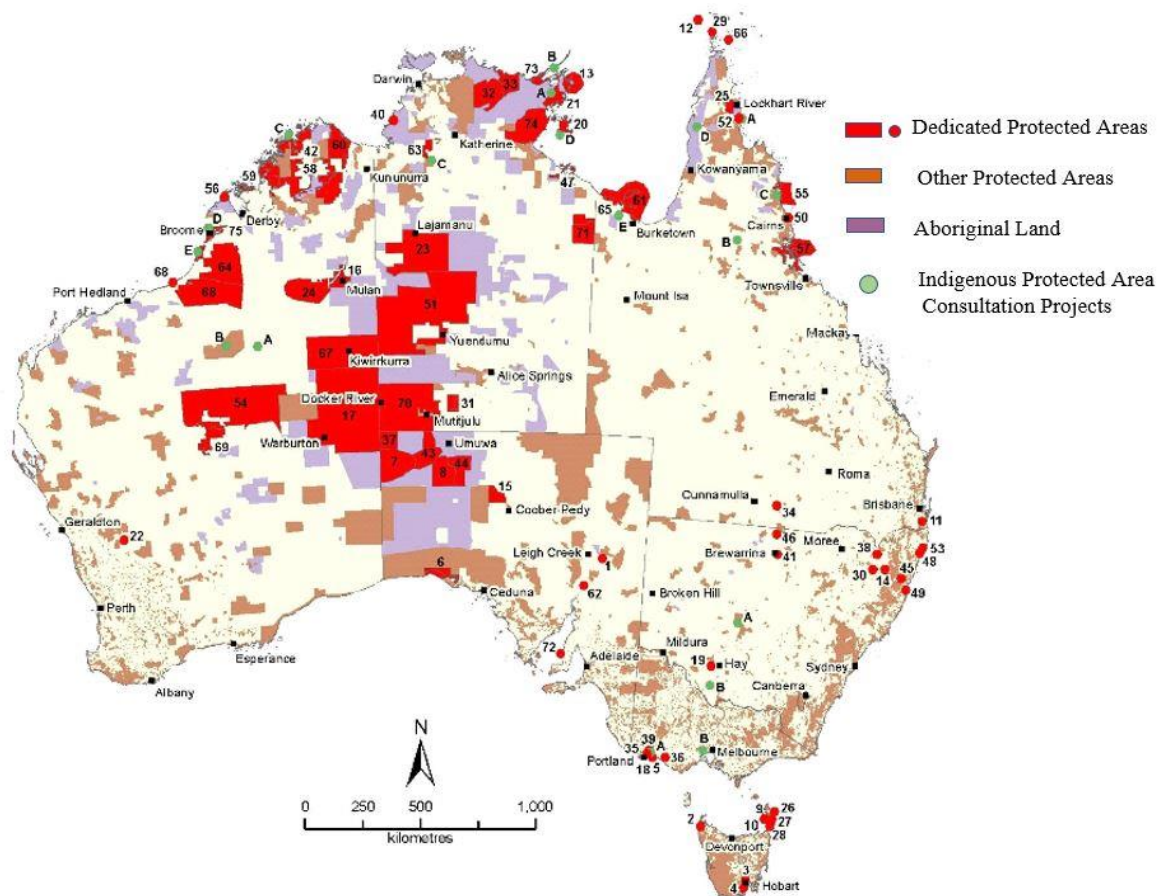 12
29
66
B
73
13
Darwin
33
32
A
21
25
Lockhart River
52
A
40
74
20
D
D
C
Katherine
42
60
63
C
58
Kununurra
47
Kowanyama
59
56
Derby
D
Broome
75
E
65
61
E
Burketown
C
55
50
Cairns
B
57
Lajamanu
23
71
64
68
68
16
24
Mulan
Townsville
Port Hedland
51
Mount Isa
B
A
Yuendumu
Mackay
67
Kiwirrkurra
Alice Springs
54
Docker River
17
70
31
Mutitjulu
Emerald
69
Warburton
37
7
43
8
44
Umuwa
15
Coober Pedy
Roma
Cunnamulla
34
Brisbane
11
Geraldton
22
6
Leigh Creek
1
46
Brewarrina
41
Moree
38
53
48
30
14
45
49
Ceduna
62
Broken Hill
Perth
A
Esperance
72
Adelaide
Mildura
19
Hay
Sydney
Albany
B
Canberra
39
A
B
35
Portland
18
5
36
Melbourne
2
9
26
10
27
28
Devonport
3
4
Hobart
N
0 250 500 1,000
kilometres
Dedicated Protected Areas
Other Protected Areas
Aboriginal Land
Indigenous Protected Area
Consultation Projects